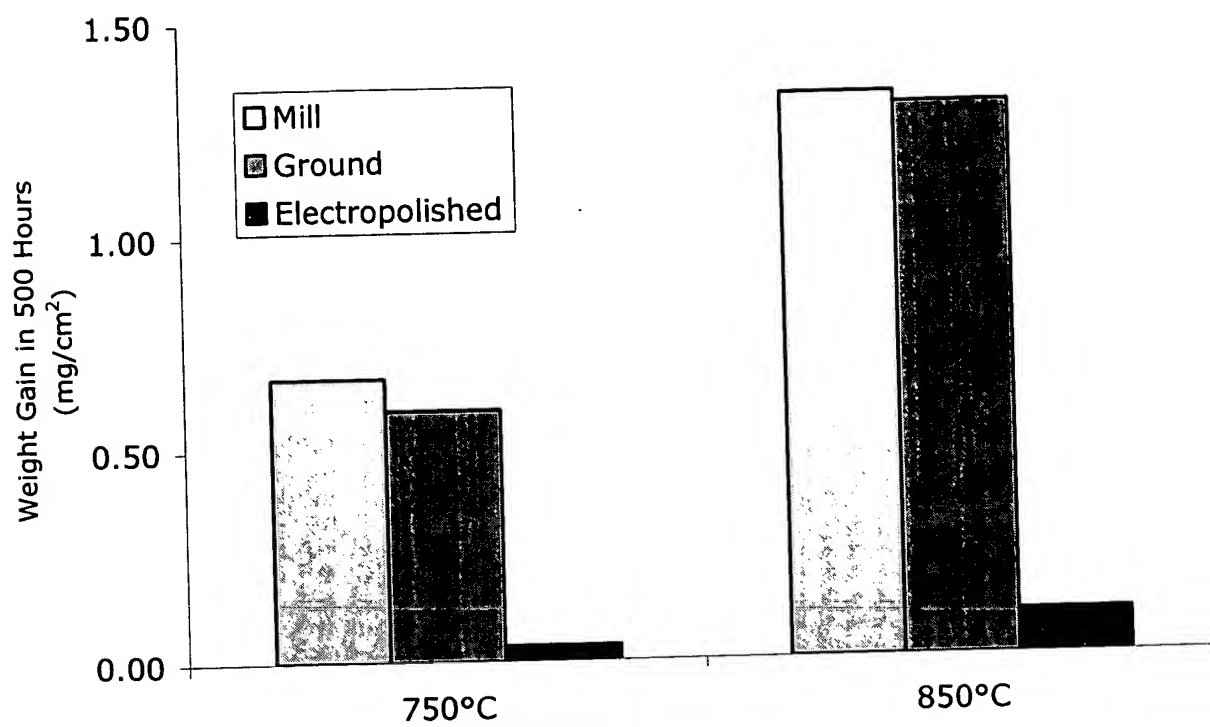 1.50
1.00
0.50
0.00
Weight Gain in 500 Hours
(mg/cm²)
Mill
Ground
Electropolished
750°C
850°C